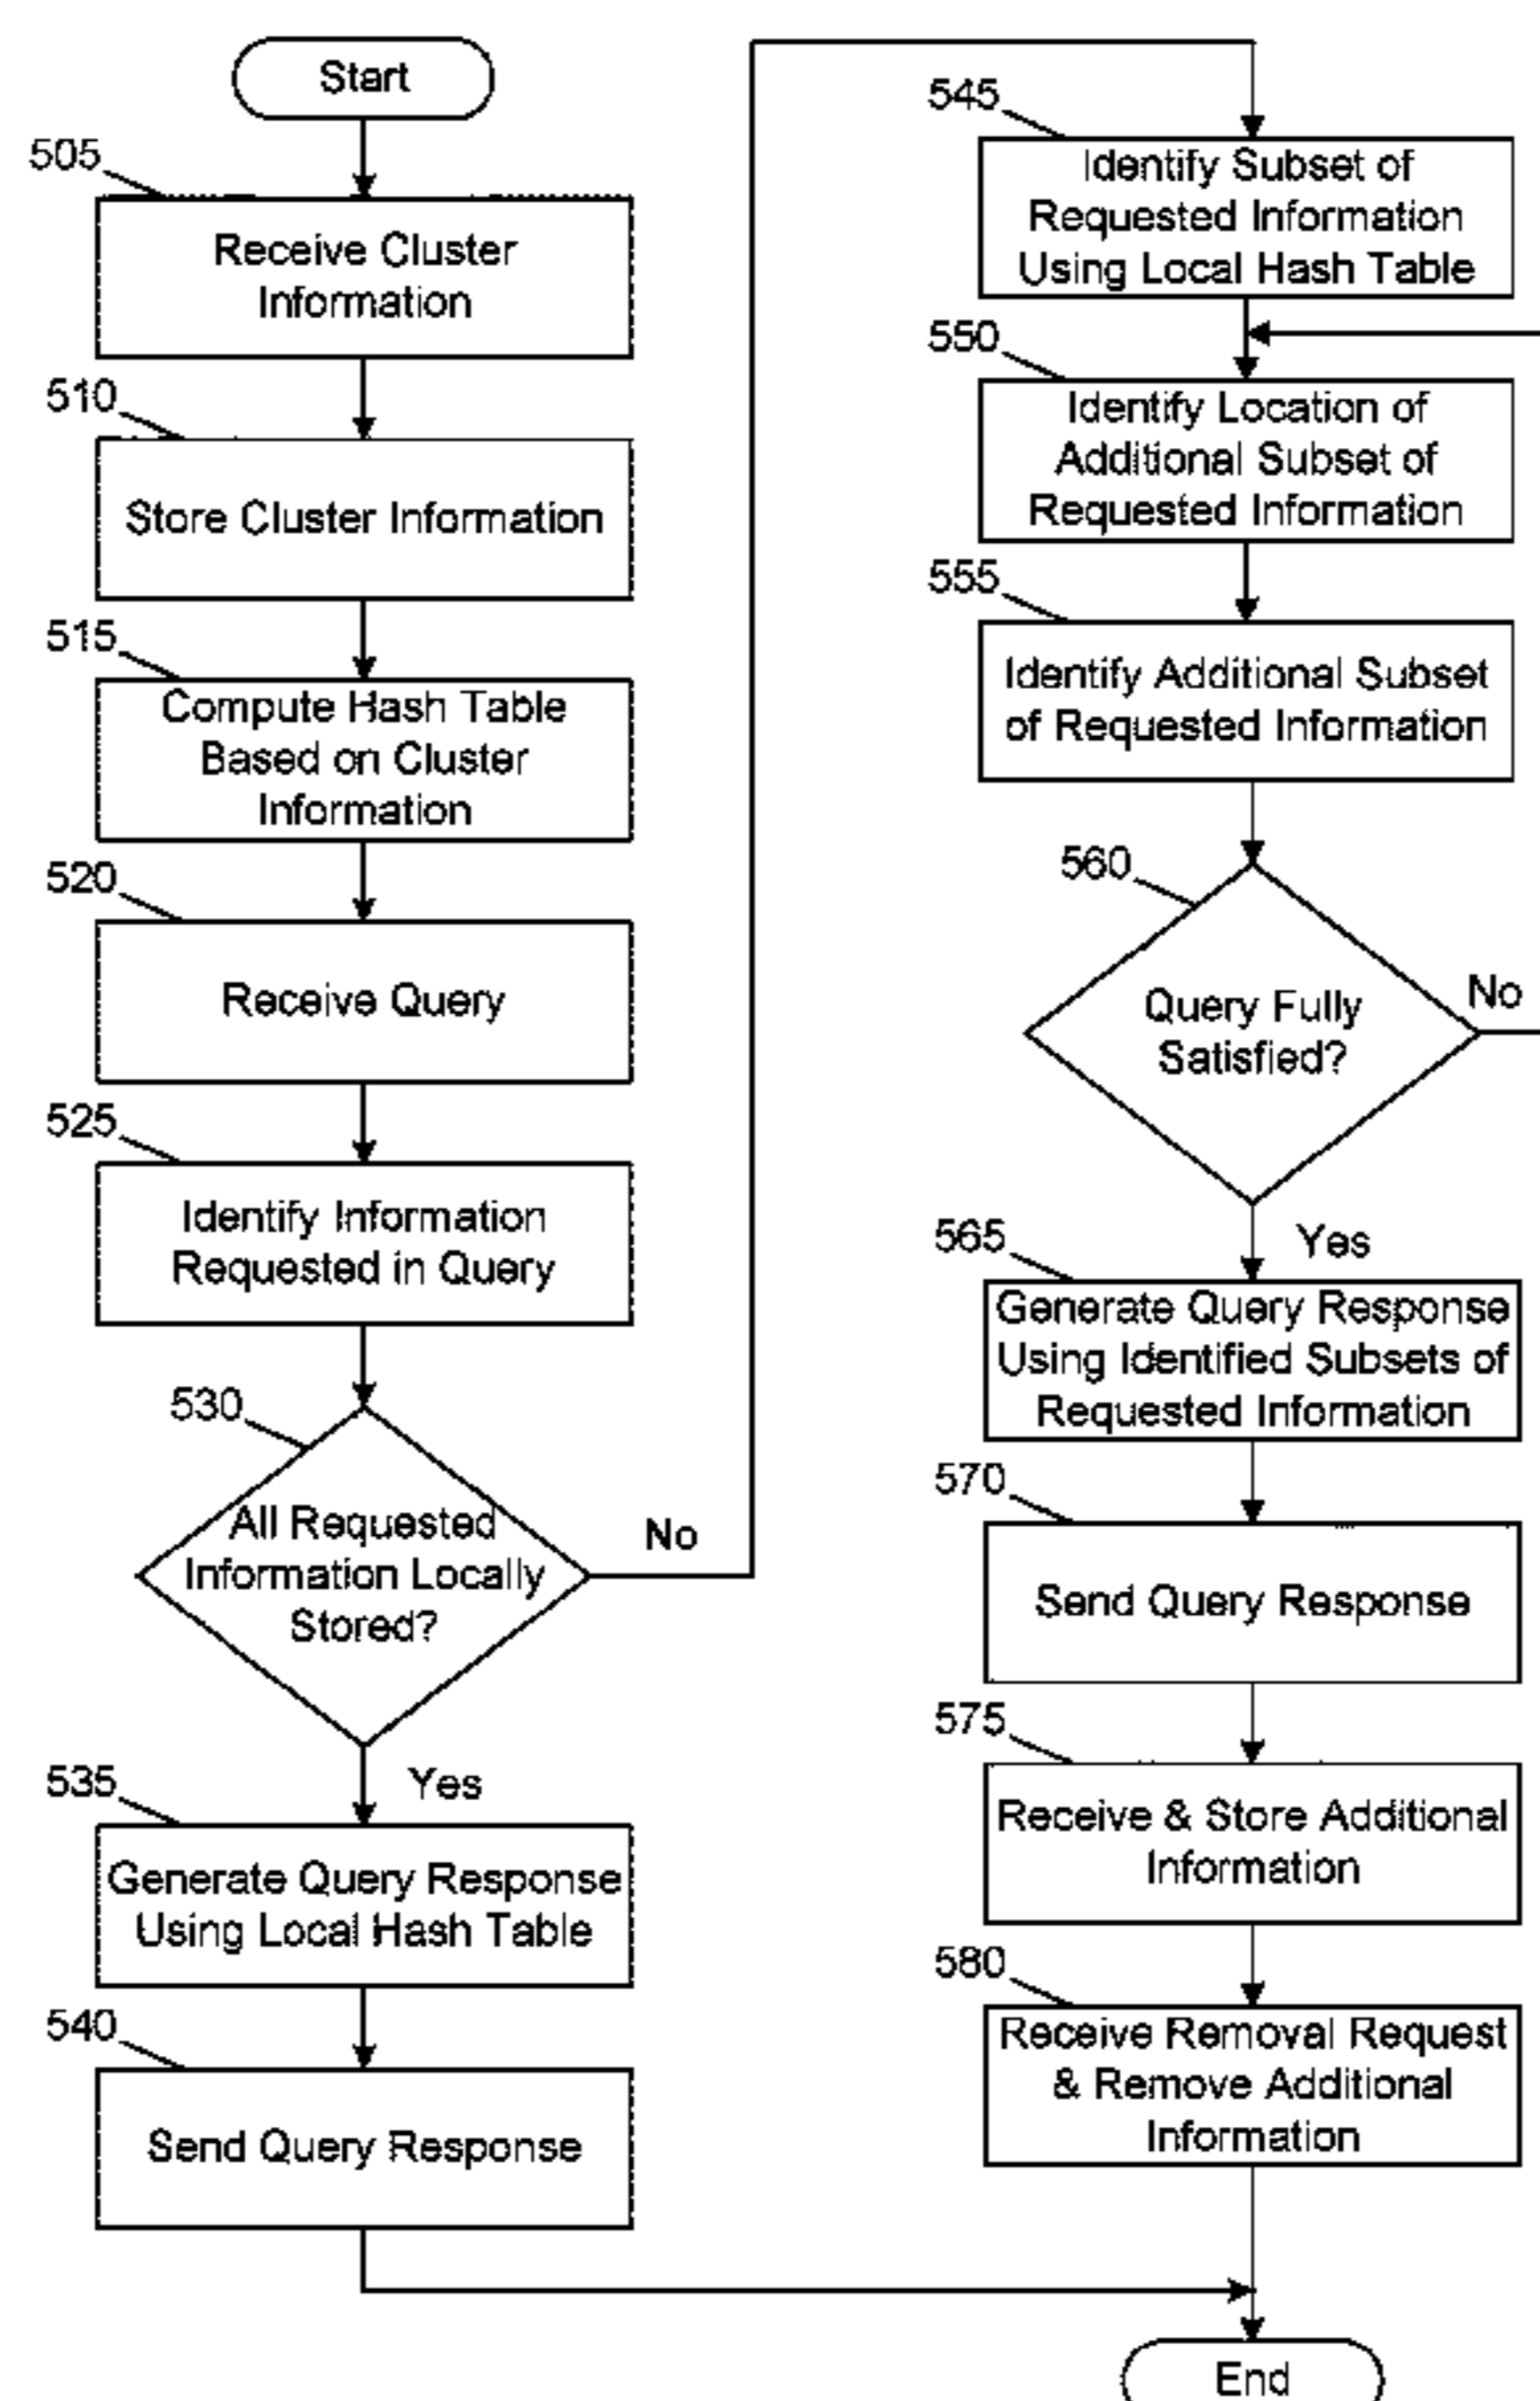 Start
505
Receive Cluster
Information
510
Store Cluster Information
515
Compute Hash Table
Based on Cluster
Information
520
Receive Query
525
Identify Information
Requested in Query
530
All Requested
Information Locally
Stored?
No
Yes
535
Generate Query Response
Using Local Hash Table
540
Send Query Response
545
Identify Subset of
Requested Information
Using Local Hash Table
550
Identify Location of
Additional Subset of
Requested Information
555
Identify Additional Subset
of Requested Information
560
Query Fully
Satisfied?
No
Yes
565
Generate Query Response
Using Identified Subsets of
Requested Information
570
Send Query Response
575
Receive & Store Additional
Information
580
Receive Removal Request
& Remove Additional
Information
End